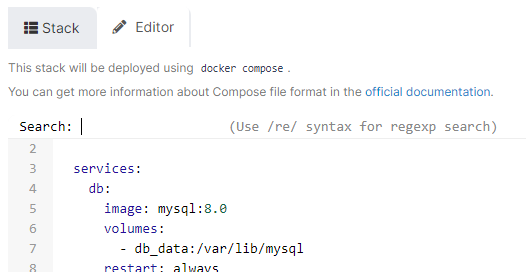 Stack Editor
This stack will be deployed using docker compose.
You can get more information about Compose file format in the official documentation.
Search: (Use /re/ syntax for regexp search)
2
3 services:
4 db:
5 image: mysql:8.0
6 volumes:
7 - db_data:/var/lib/mysql
8 restart: always